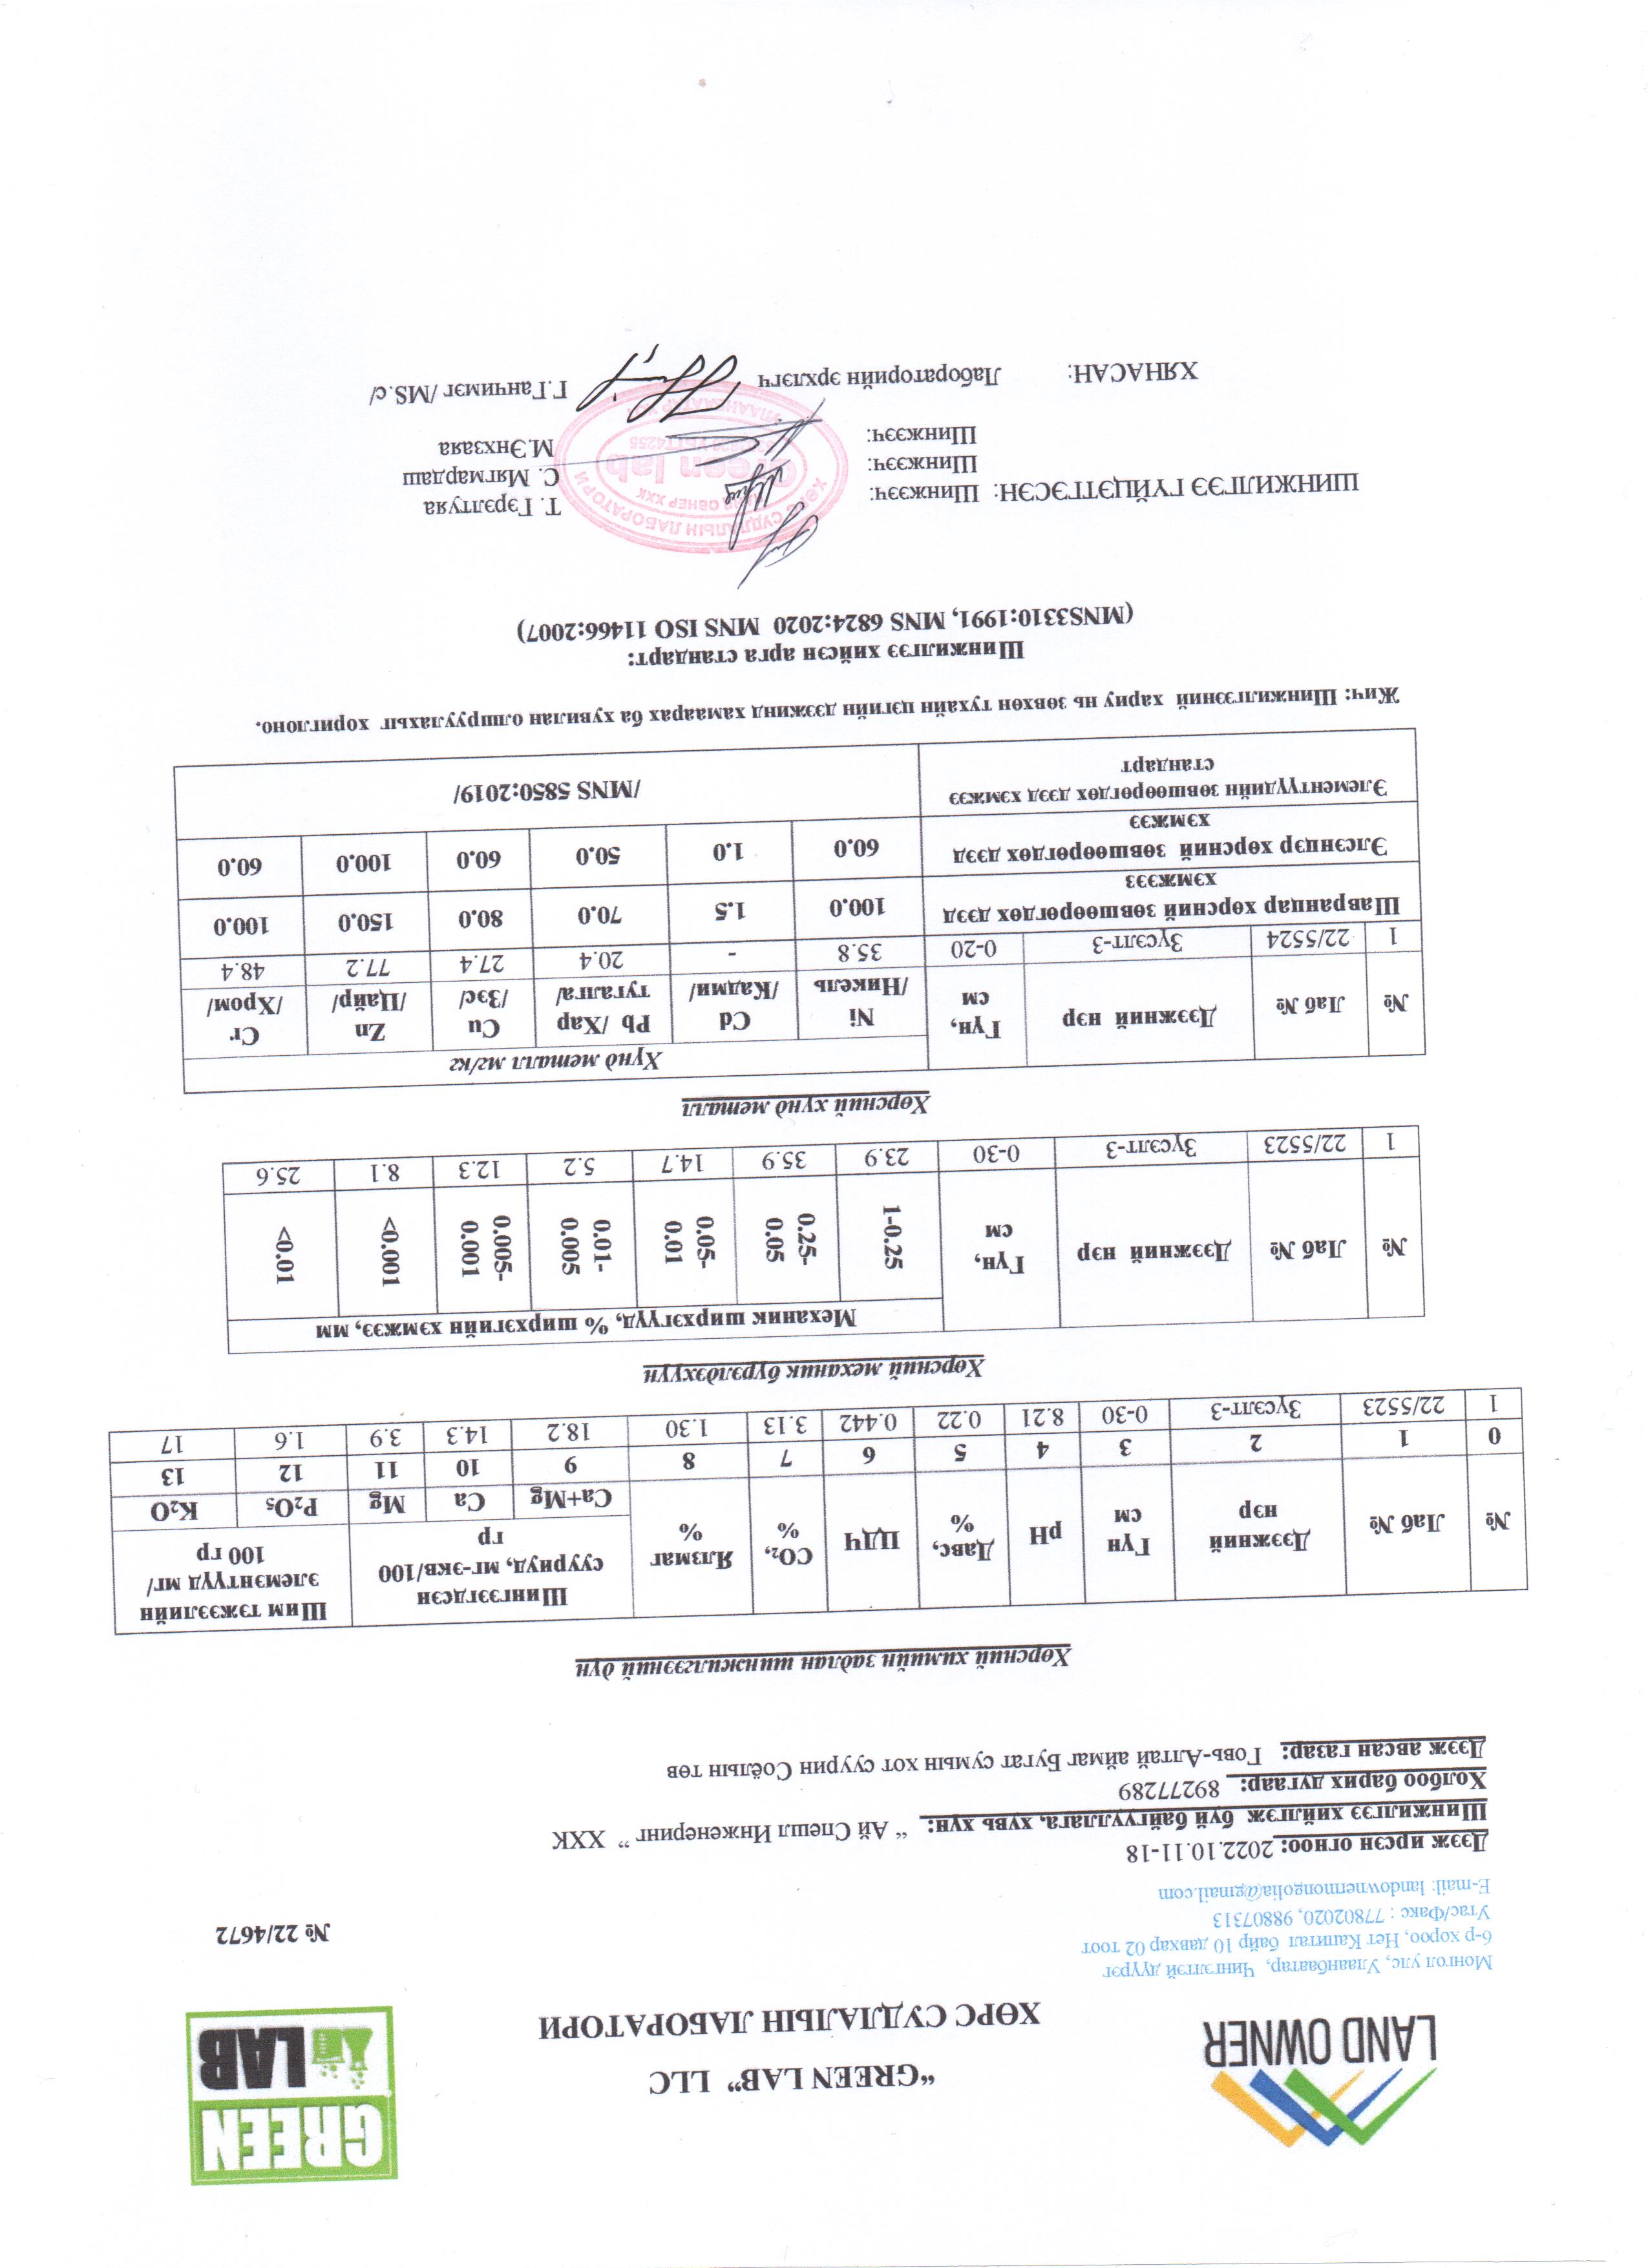 LAND OWNER
"GREEN LAB" LLC
ХӨРС СУДЛАЛЫН ЛАБОРАТОРИ
GREEN
LAB
Монгол улс, Улаанбаатар, Чингэлтэй дүүрэг
6-р хороо, Нет Капитал байр 10 давхар 02 тоот
Утас/Факс : 77802020, 98807313
E-mail: landownermongolia@gmail.com
№ 22/4672
Дээж ирсэн огноо: 2022.10.11-18
Шинжилгээ хийлгэж буй байгууллага, хувь хүн: " Ай Спешл Инженеринг " ХХК
Холбоо барих дугаар: 89277289
Дээж авсан газар: Говь-Алтай аймаг Бугат сумын хот суурин Соёлын төв
Хөрсний химийн задлан шинжилгээний дүн
№ Лаб № Дээжний нэр Гүн см pH Давс, % ЦДЧ CO₂, % Ялзмаг % Шингээгдсэн суурууд, мг-экв/100 гр Шим тэжээлийн элемэнтүүд мг/ 100 гр
Ca+Mg Ca Mg P₂O₅ K₂O
0 1 2 3 4 5 6 7 8 9 10 11 12 13
1 22/5523 Зүсэлт-3 0-30 8.21 0.22 0.442 3.13 1.30 18.2 14.3 3.9 1.6 17
Хөрсний механик бүрэлдэхүүн
№ Лаб № Дээжний нэр Гүн, см Механик ширхэгүүд, % ширхэгийн хэмжээ, мм
1-0.25 0.25-0.05 0.05-0.01 0.01-0.005 0.005-0.001 <0.001 <0.01
1 22/5523 Зүсэлт-3 0-30 23.9 35.9 14.7 5.2 12.3 8.1 25.6
Хөрсний хүнд металл
№ Лаб № Дээжний нэр Гүн, см Хүнд металл мг/кг
Ni /Никель Cd /Кадми/ Pb /Хар тугалга/ Cu /Зэс/ Zn /Цайр/ Cr /Хром/
1 22/5524 Зүсэлт-3 0-20 35.8 - 20.4 27.4 77.2 48.4
Шавранцар хөрсний зөвшөөрөгдөх дээд хэмжээз 100.0 1.5 70.0 80.0 150.0 100.0
Элсэнцэр хөрсний зөвшөөрөгдөх дээд хэмжээ 60.0 1.0 50.0 60.0 100.0 60.0
Элементүүдийн зөвшөөрөгдөх дээд хэмжээ стандарт /MNS 5850:2019/
Жич: Шинжилгээний хариу нь зөвхөн тухайн цэгийн дээжинд хамаарах ба хувилан олшруулахыг хориглоно.
Шинжилгээ хийсэн арга стандарт:
(MNS3310:1991, MNS 6824:2020 MNS ISO 11466:2007)
ШИНЖИЛГЭЭ ГҮЙЦЭТГЭСЭН: Шинжээч: Т. Гэрэлтуяа
Шинжээч: С. Мягмардаш
Шинжээч: М.Энхзаяа
ХЯНАСАН: Лабораторийн эрхлэгч Г.Ганчимэг /MS.c/
ХӨРС СУДЛАЛЫН ЛАБОРАТОРИ
ОВНЕР ХХК
Green lab
УЛААНБААТАР